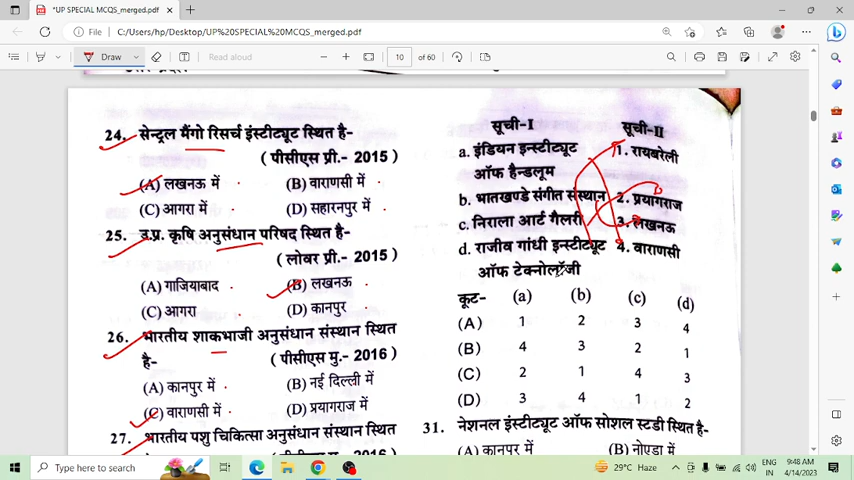 *UP SPECIAL MCQS_merged.pdf
File
C:/Users/hp/Desktop/UP%20SPECIAL%20MCQS_merged.pdf
Draw
Read aloud
10
of 60
24. सेन्ट्रल मैंगो रिसर्च इंस्टीट्यूट स्थित है-
(पीसीएस प्री.- 2015)
(A) लखनऊ में (B) वाराणसी में
(C) आगरा में (D) सहारनपुर में
25. उ.प्र. कृषि अनुसंधान परिषद स्थित है-
(लोवर प्री.- 2015)
(A) गाजियाबाद (B) लखनऊ
(C) आगरा (D) कानपुर
26. भारतीय शाकभाजी अनुसंधान संस्थान स्थित
है- (पीसीएस मु.- 2016)
(A) कानपुर में (B) नई दिल्ली में
(C) वाराणसी में (D) प्रयागराज में
27. भारतीय पशु चिकित्सा अनुसंधान संस्थान स्थित
सूची-I सूची-II
a. इंडियन इन्स्टीट्यूट 1. रायबरेली
ऑफ हैन्डलूम
b. भातखण्डे संगीत संस्थान 2. प्रयागराज
c. निराला आर्ट गैलरी 3. लखनऊ
d. राजीव गांधी इन्स्टीट्यूट 4. वाराणसी
ऑफ टेक्नोलॉजी
कूट- (a) (b) (c) (d)
(A) 1 2 3 4
(B) 4 3 2 1
(C) 2 1 4 3
(D) 3 4 1 2
31. नेशनल इंस्टीट्यूट ऑफ सोशल स्टडी स्थित है-
(A) कानपुर में (B) नोएडा में
Type here to search
29°C Haze
ENG
IN
9:48 AM
4/14/2023